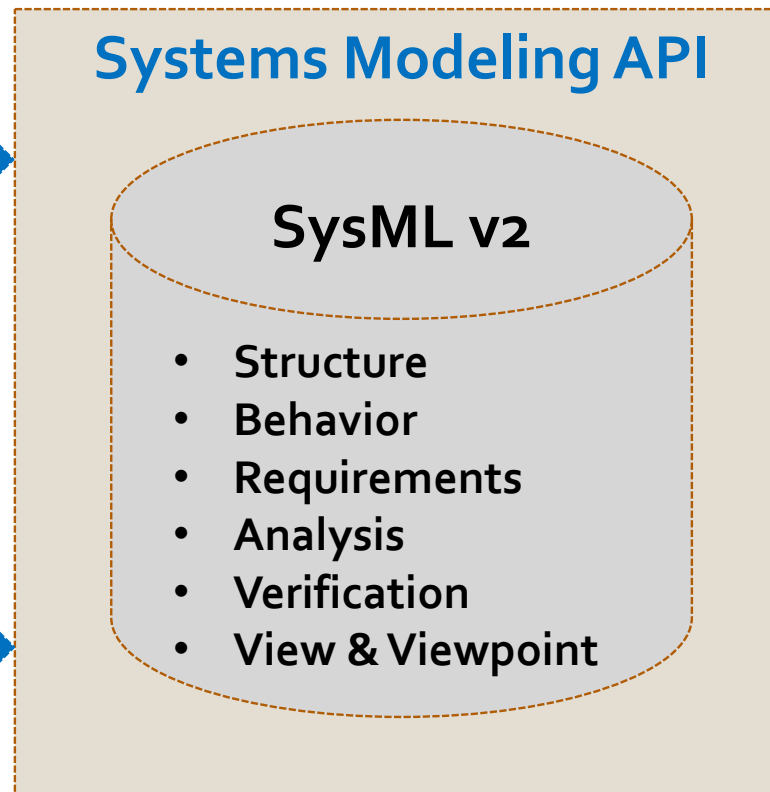 Systems Modeling API
SysML v2
• Structure
• Behavior
• Requirements
• Analysis
• Verification
• View & Viewpoint